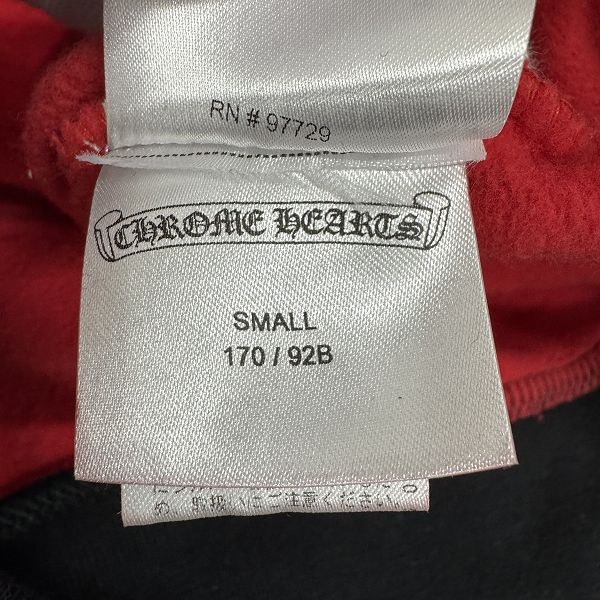 RN # 97729
CHROME HEARTS
SMALL
170 / 92B